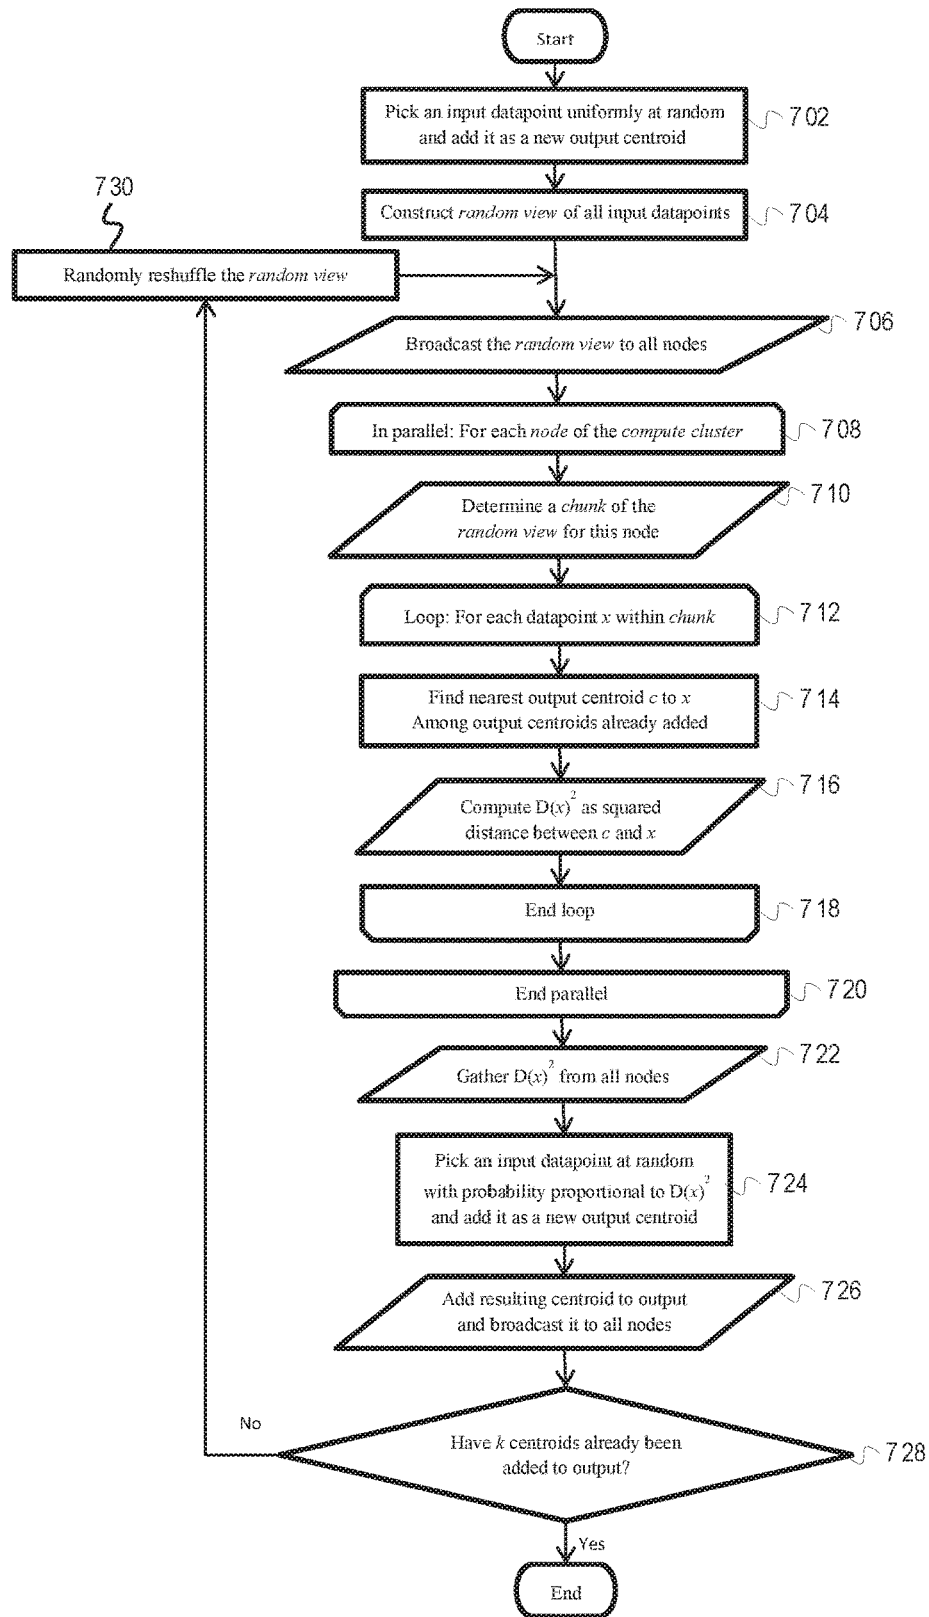 Start
Pick an input datapoint uniformly at random
and add it as a new output centroid
702
730
Construct random view of all input datapoints
704
Randomly reshuffle the random view
Broadcast the random view to all nodes
706
In parallel: For each node of the compute cluster
708
Determine a chunk of the
random view for this node
710
Loop: For each datapoint x within chunk
712
Find nearest output centroid c to x
Among output centroids already added
714
Compute D(x)² as squared
distance between c and x
716
End loop
718
End parallel
720
Gather D(x)² from all nodes
722
Pick an input datapoint at random
with probability proportional to D(x)²
and add it as a new output centroid
724
Add resulting centroid to output
and broadcast it to all nodes
726
No
Have k centroids already been
added to output?
728
Yes
End